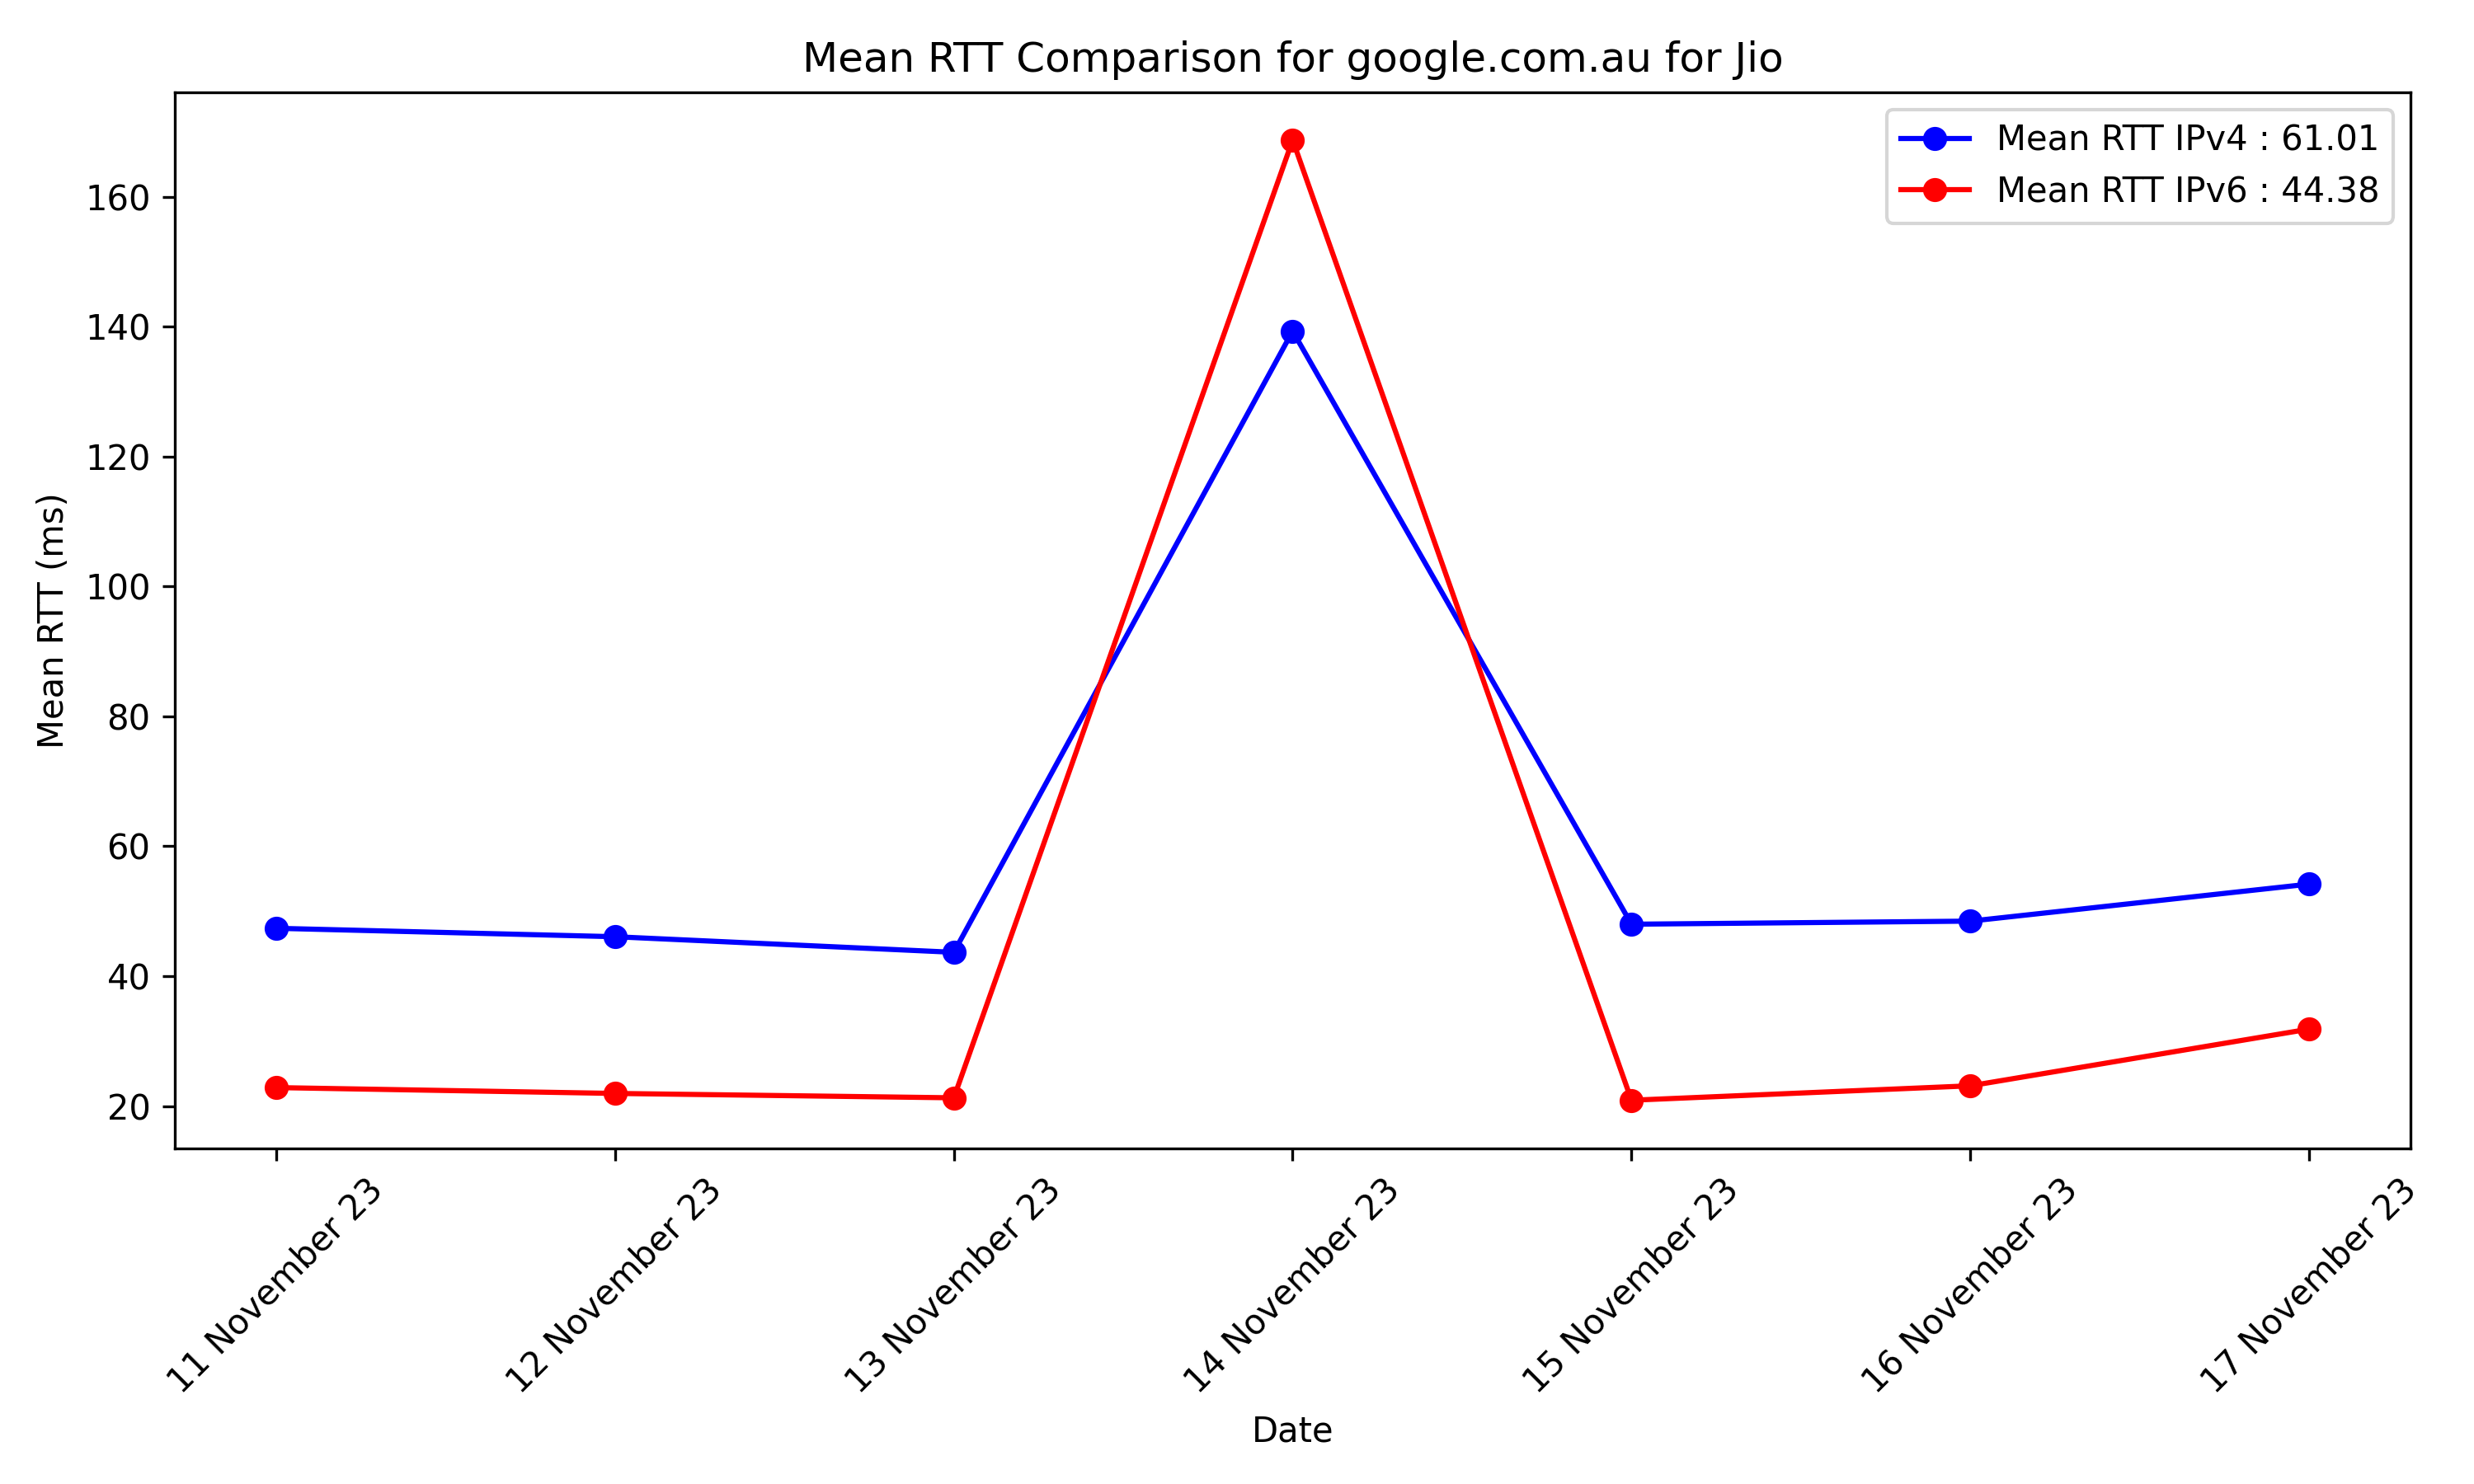 Mean RTT Comparison for google.com.au for Jio
Mean RTT IPv4 : 61.01
Mean RTT IPv6 : 44.38
Mean RTT (ms)
160
140
120
100
80
60
40
20
11 November 23
12 November 23
13 November 23
14 November 23
15 November 23
16 November 23
17 November 23
Date